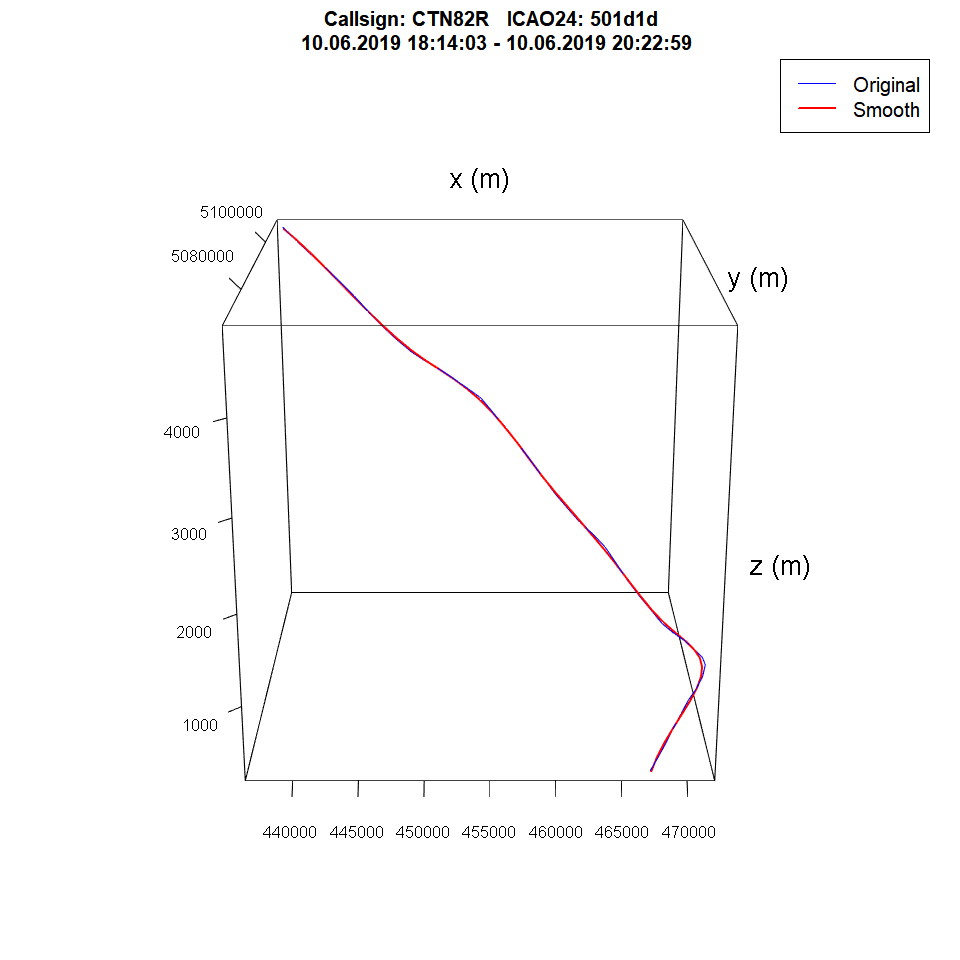 Callsign: CTN82R   ICAO24: 501d1d
10.06.2019 18:14:03 - 10.06.2019 20:22:59
Original
Smooth
x (m)
5100000
5080000
y (m)
4000
3000
z (m)
2000
1000
440000 445000 450000 455000 460000 465000 470000